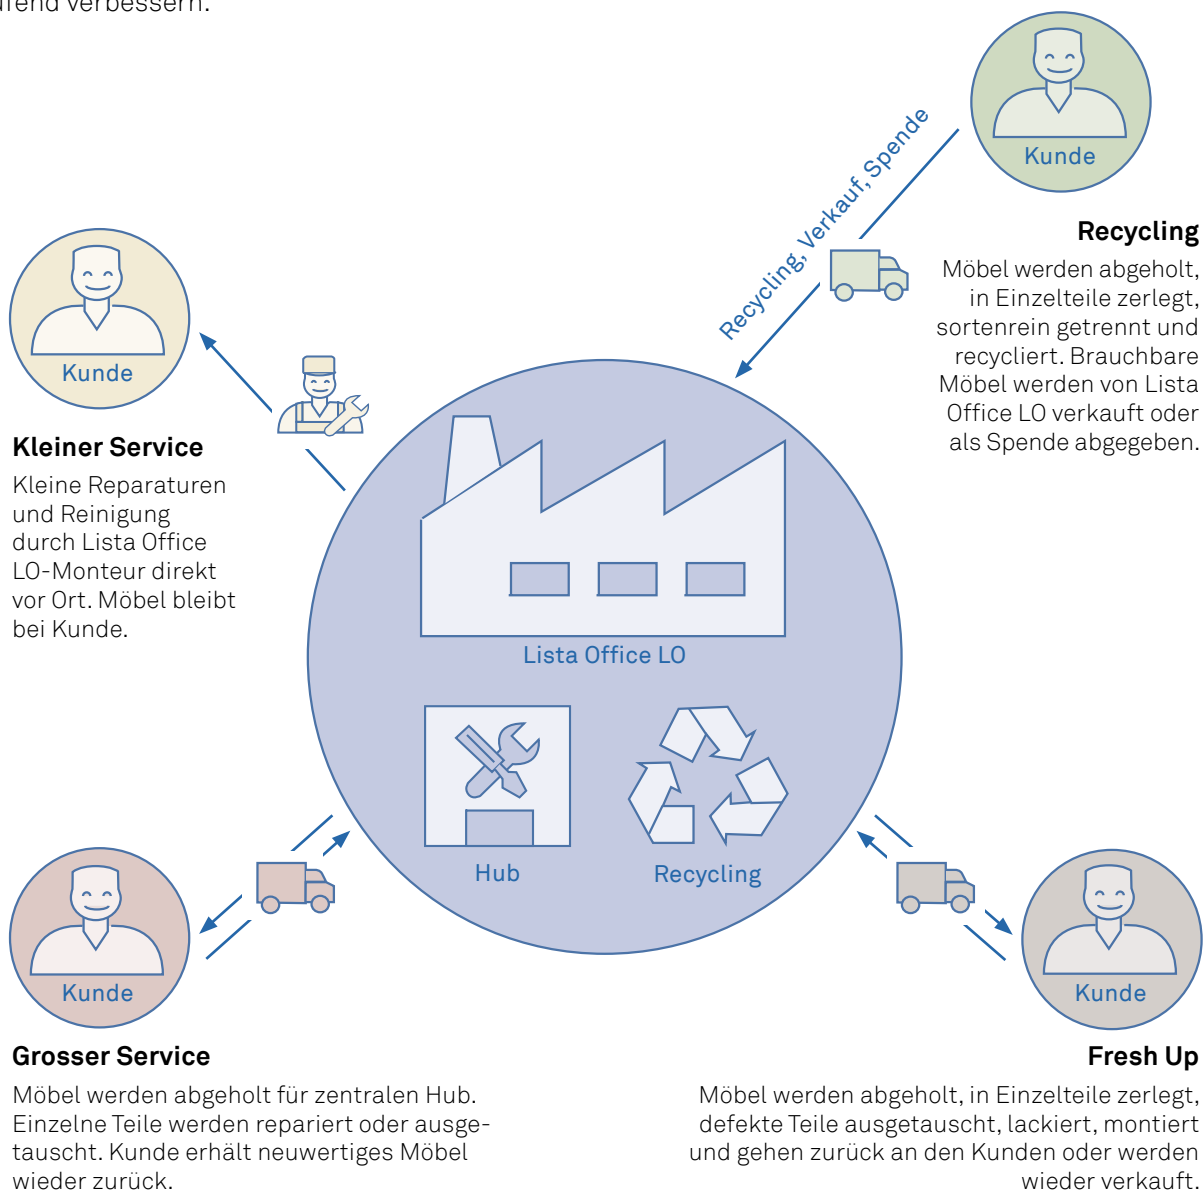 verbessern.
Kunde
Recycling, Verkauf, Spende
Recycling
Möbel werden abgeholt,
in Einzelteile zerlegt,
sortenrein getrennt und
recycliert. Brauchbare
Möbel werden von Lista
Office LO verkauft oder
als Spende abgegeben.
Kunde
Kleiner Service
Kleine Reparaturen
und Reinigung
durch Lista Office
LO-Monteur direkt
vor Ort. Möbel bleibt
bei Kunde.
Lista Office LO
Hub
Recycling
Kunde
Grosser Service
Möbel werden abgeholt für zentralen Hub.
Einzelne Teile werden repariert oder ausge-
tauscht. Kunde erhält neuwertiges Möbel
wieder zurück.
Kunde
Fresh Up
Möbel werden abgeholt, in Einzelteile zerlegt,
defekte Teile ausgetauscht, lackiert, montiert
und gehen zurück an den Kunden oder werden
wieder verkauft.